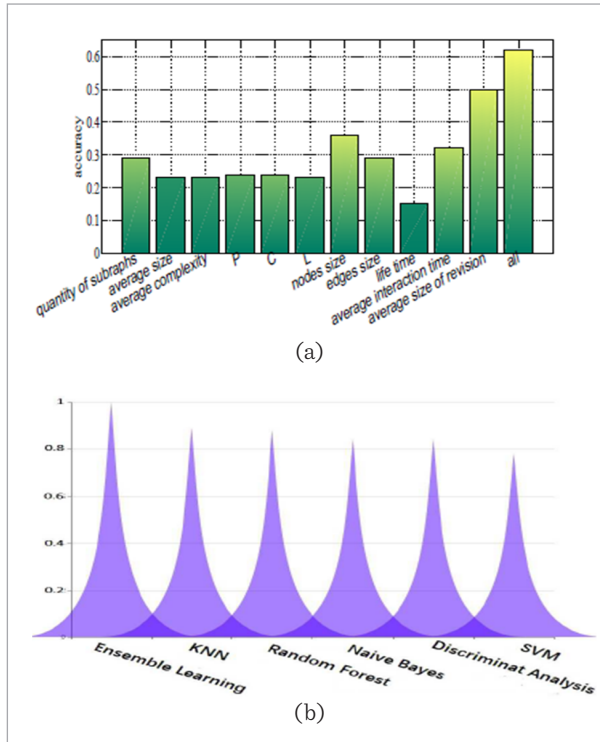 0.6
0.5
0.4
0.3
0.2
0.1
0
accuracy
quantity of subraphs
average size
average complexity
P
C
L
nodes size
edges size
life time
average interaction time
average size of revision
all
(a)
1
0.8
0.6
0.4
0.2
Ensemble Learning
KNN
Random Forest
Naive Bayes
Discriminat Analysis
SVM
(b)